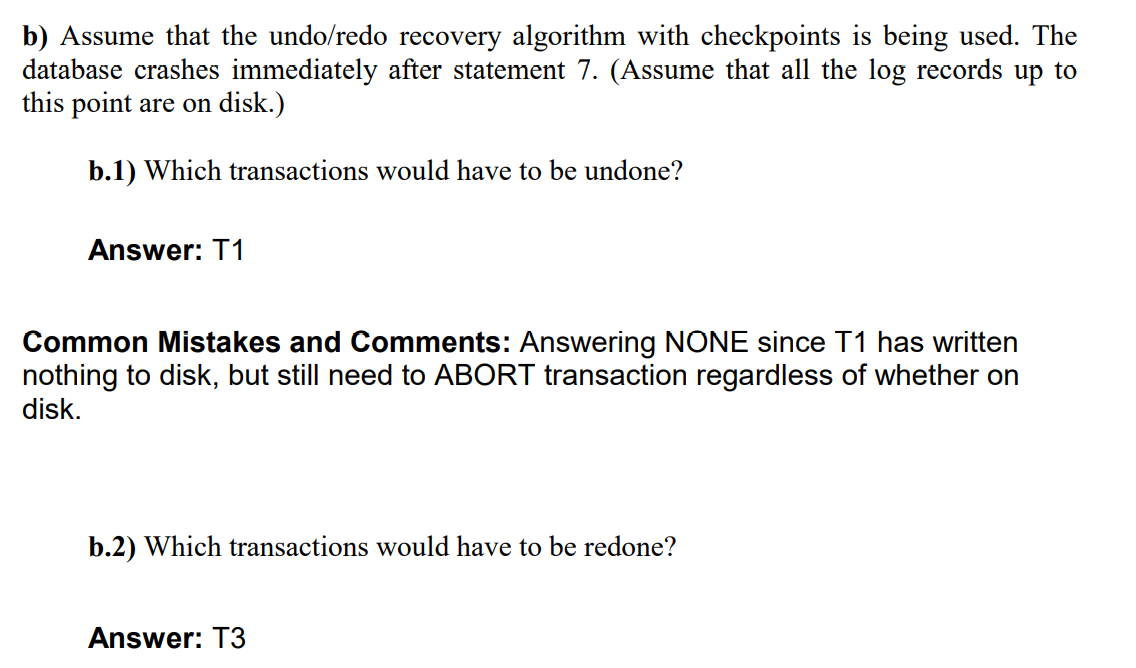 b) Assume that the undo/redo recovery algorithm with checkpoints is being used. The
database crashes immediately after statement 7. (Assume that all the log records up to
this point are on disk.)
b.1) Which transactions would have to be undone?
Answer: T1
Common Mistakes and Comments: Answering NONE since T1 has written
nothing to disk, but still need to ABORT transaction regardless of whether on
disk.
b.2) Which transactions would have to be redone?
Answer: T3